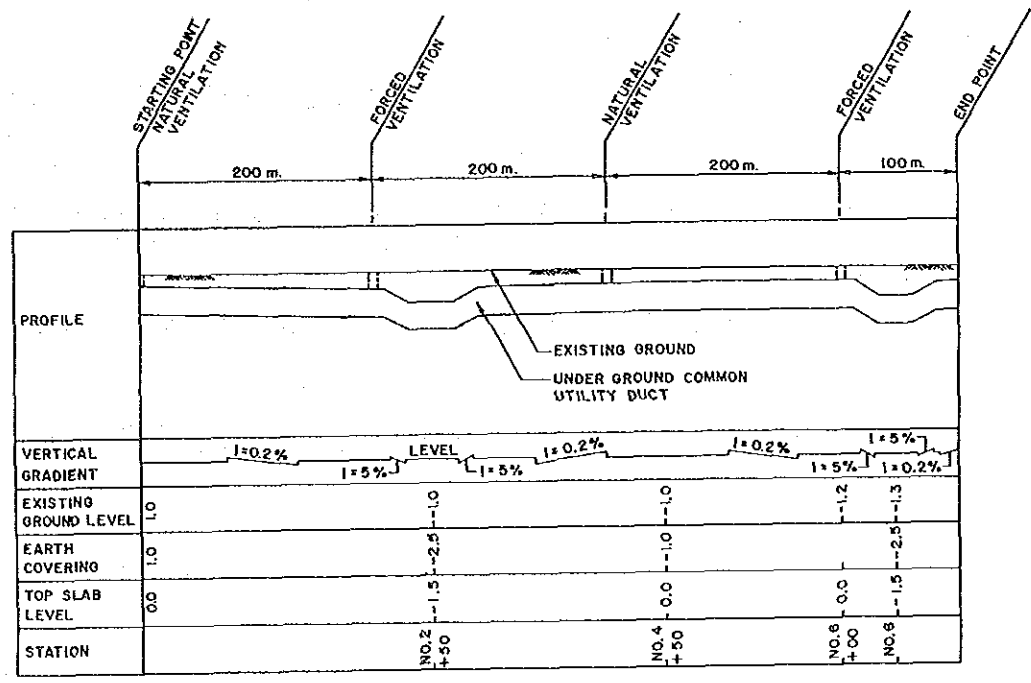 STARTING POINT
NATURAL
VENTILATION
FORCED
VENTILATION
NATURAL
VENTILATION
FORCED
VENTILATION
END POINT
200 m.
200 m.
200 m.
100 m.
PROFILE
EXISTING GROUND
UNDER GROUND COMMON
UTILITY DUCT
VERTICAL
GRADIENT
I=0.2%
I=5%
LEVEL
I=5%
I=0.2%
I=0.2%
I=5%
I=5%
I=0.2%
EXISTING
GROUND LEVEL
1.0
-1.0
-1.0
-1.2
-1.3
EARTH
COVERING
1.0
-2.5
-1.0
-2.5
TOP SLAB
LEVEL
0.0
-1.5
0.0
0.0
-1.5
STATION
NO.2
+50
NO.4
+50
NO.6
+00
NO.6